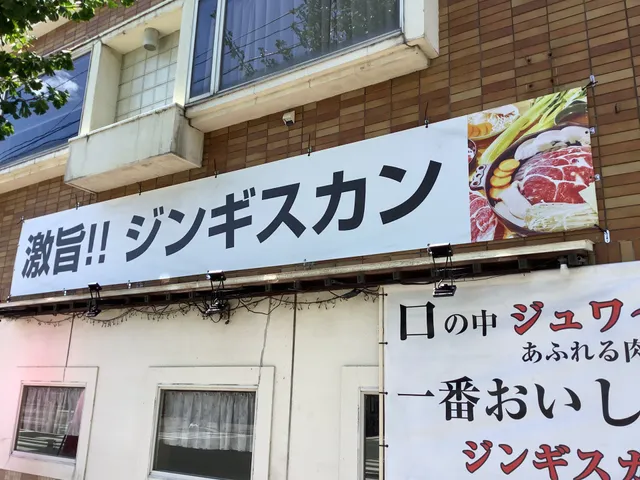 激旨!! ジンギスカン
口の中 ジュワ
あふれる肉
一番おいし
ジンギスカ